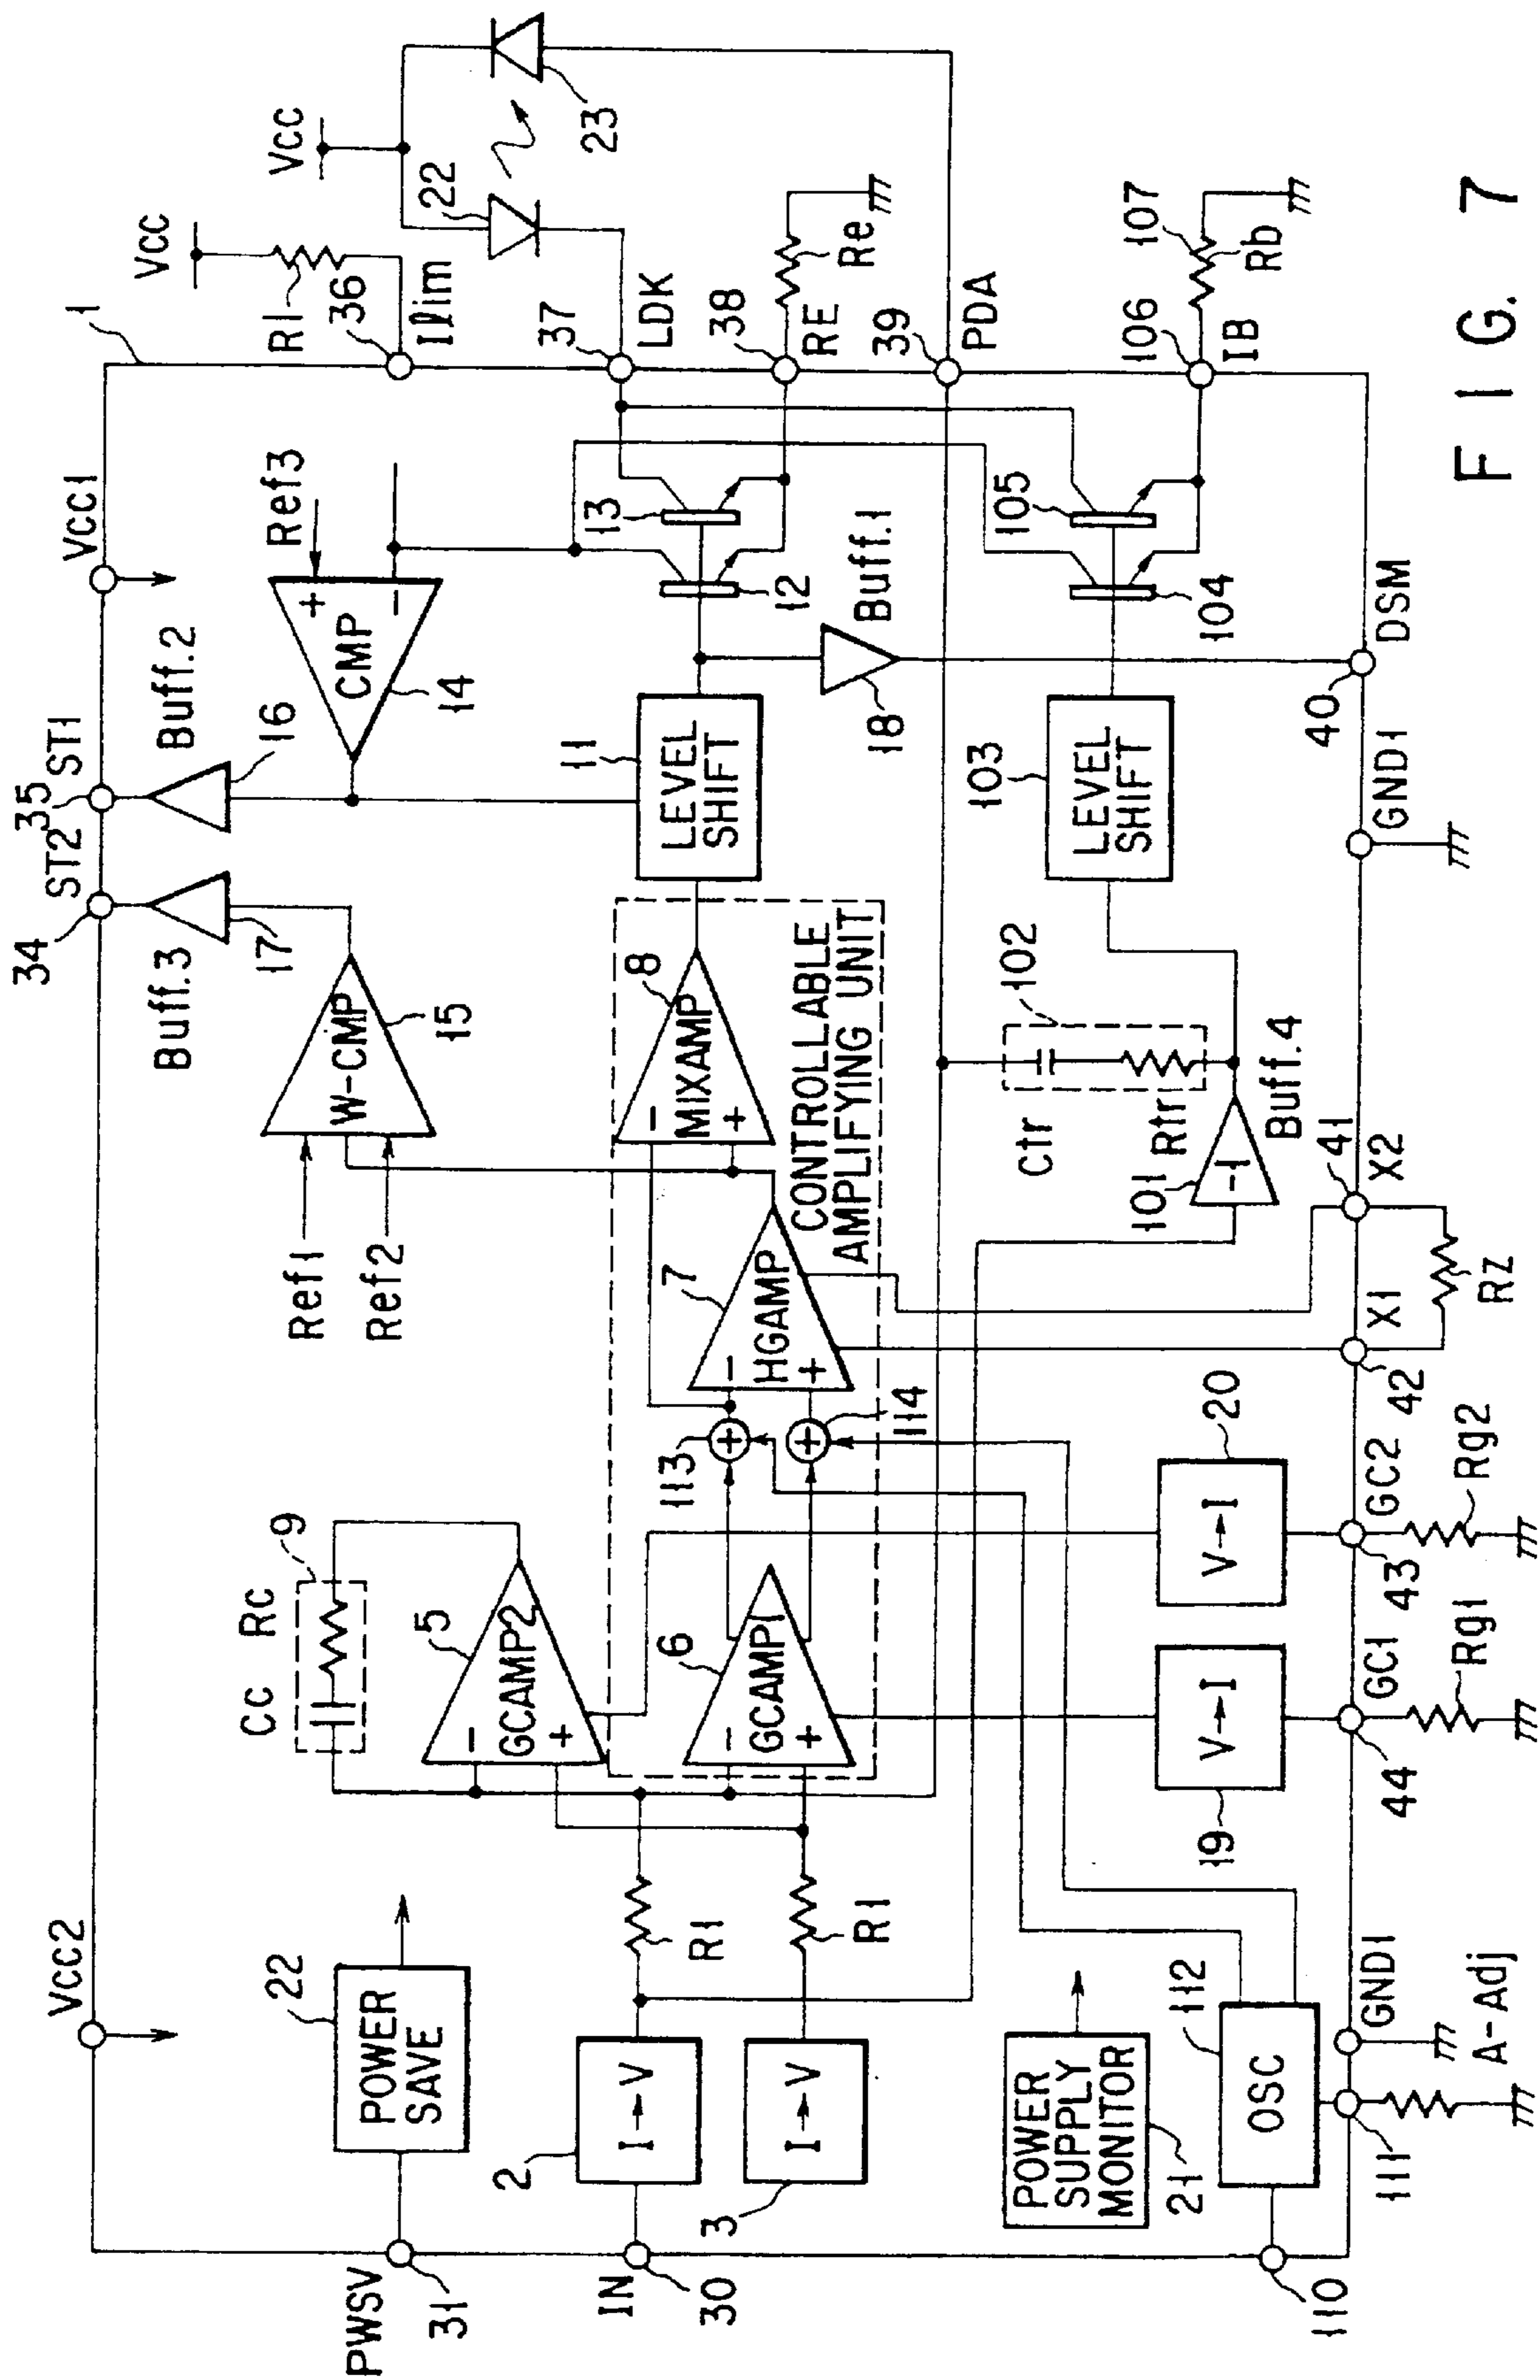 VCC2
34
ST2
35
ST1
VCC1
1
PWSV
31
22
POWER
SAVE
CC
RC
9
Ref1
Ref2
W-CMP
15
Buff.3
17
Buff.2
16
CMP
+
-
14
Ref3
VCC
R1
36
Ilim
VCC
22
23
IN
30
2
I→V
3
I→V
R1
R1
5
GCAMP2
-
+
6
GCAMP1
-
+
113
+
+
114
7
HGAMP
-
+
8
MIXAMP
-
+
CONTROLLABLE
AMPLIFYING UNIT
11
LEVEL
SHIFT
12
13
37
LDK
38
RE
Re
18
Buff.1
39
PDA
POWER
SUPPLY
MONITOR
21
101
-1
Buff.4
Ctr
Rtr
102
103
LEVEL
SHIFT
104
105
106
IB
107
Rb
110
OSC
112
111
A-Adj
GND1
19
V→I
44
GC1
Rg1
20
V→I
43
GC2
Rg2
42
X1
RZ
41
X2
GND1
40
DSM
FIG. 7